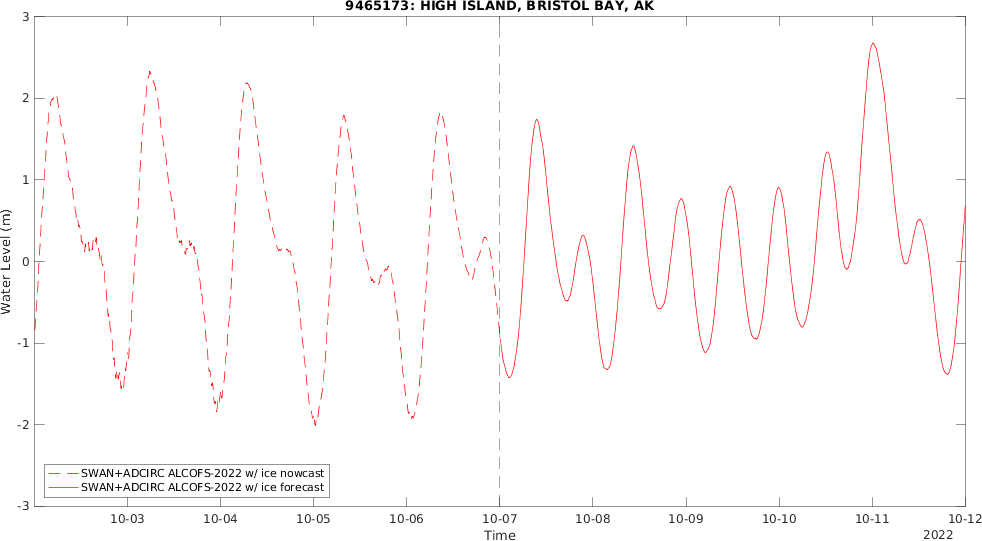 9465173: HIGH ISLAND, BRISTOL BAY, AK
3
2
1
0
-1
-2
-3
Water Level (m)
SWAN+ADCIRC ALCOFS-2022 w/ ice nowcast
SWAN+ADCIRC ALCOFS-2022 w/ ice forecast
10-03 10-04 10-05 10-06 10-07 10-08 10-09 10-10 10-11 10-12
Time
2022